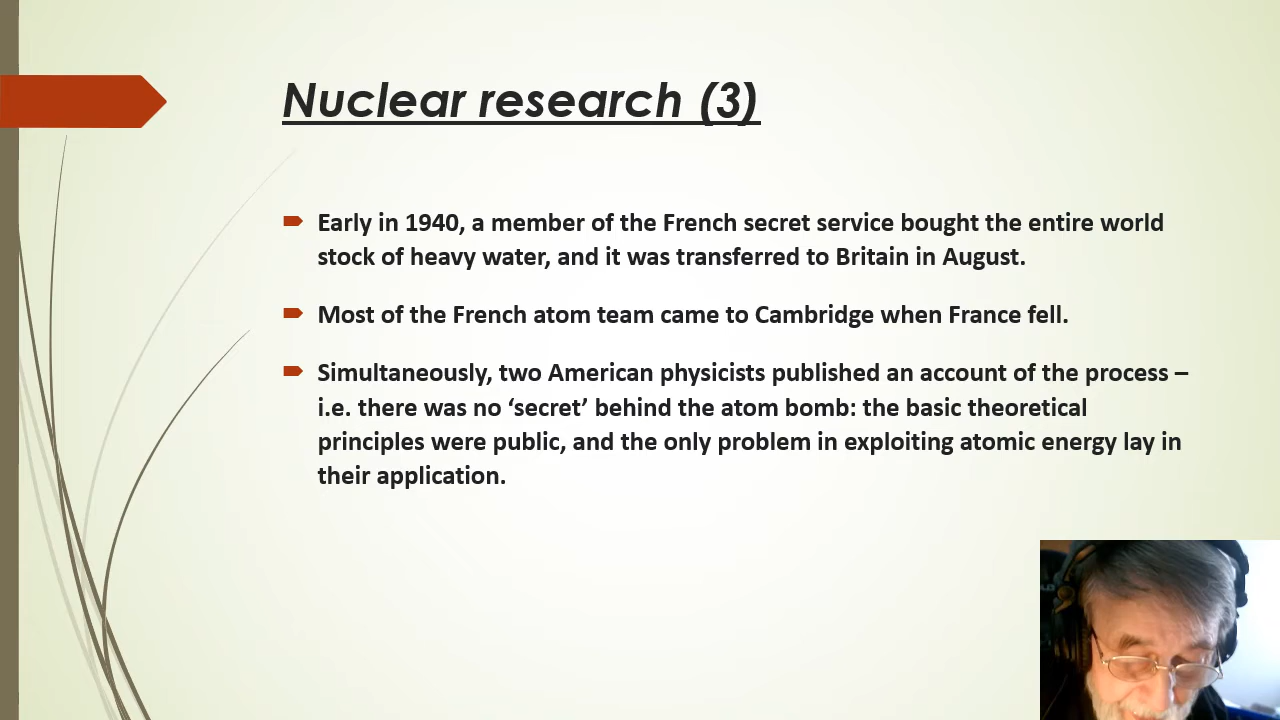 Nuclear research (3)
Early in 1940, a member of the French secret service bought the entire world
stock of heavy water, and it was transferred to Britain in August.
Most of the French atom team came to Cambridge when France fell.
Simultaneously, two American physicists published an account of the process –
i.e. there was no ‘secret’ behind the atom bomb: the basic theoretical
principles were public, and the only problem in exploiting atomic energy lay in
their application.